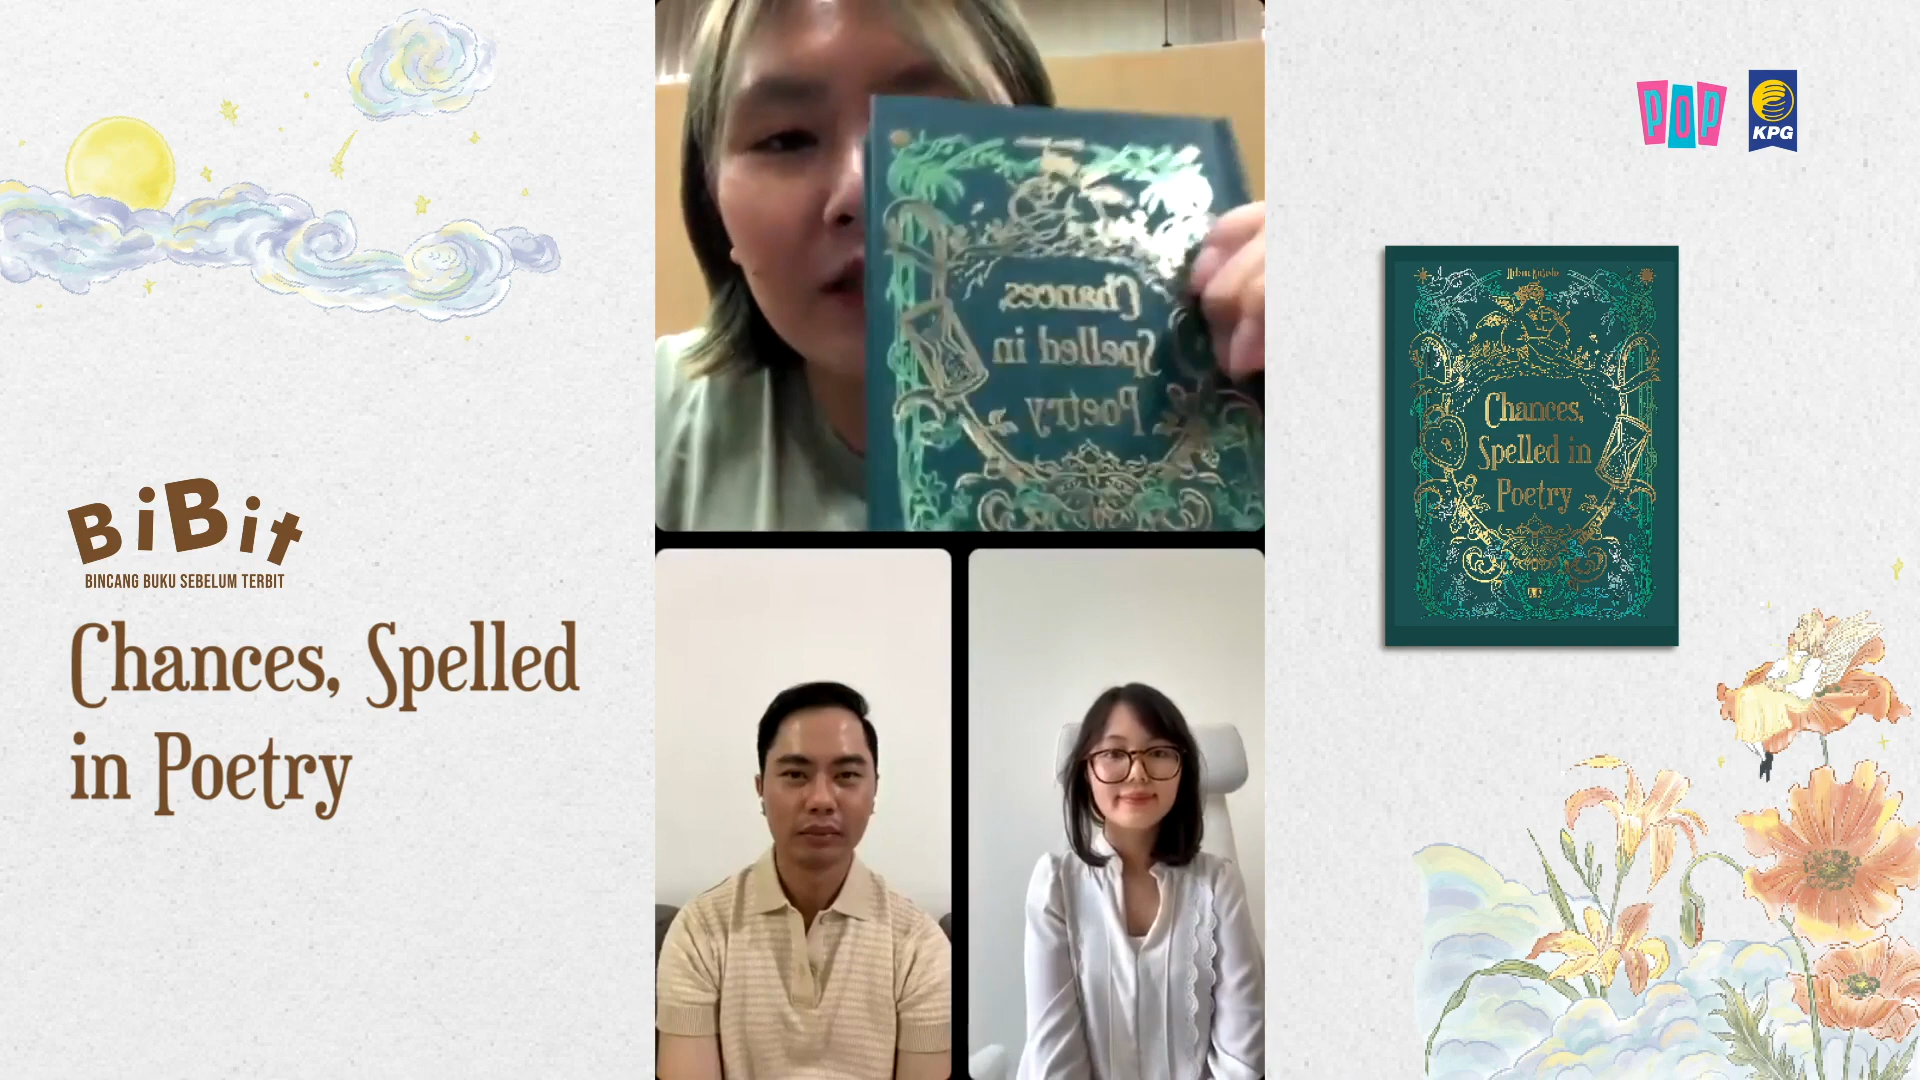 BiBit
BINCANG BUKU SEBELUM TERBIT
Chances, Spelled
in Poetry
Chances,
Spelled in
Poetry
POP
KPG
Chances,
Spelled in
Poetry